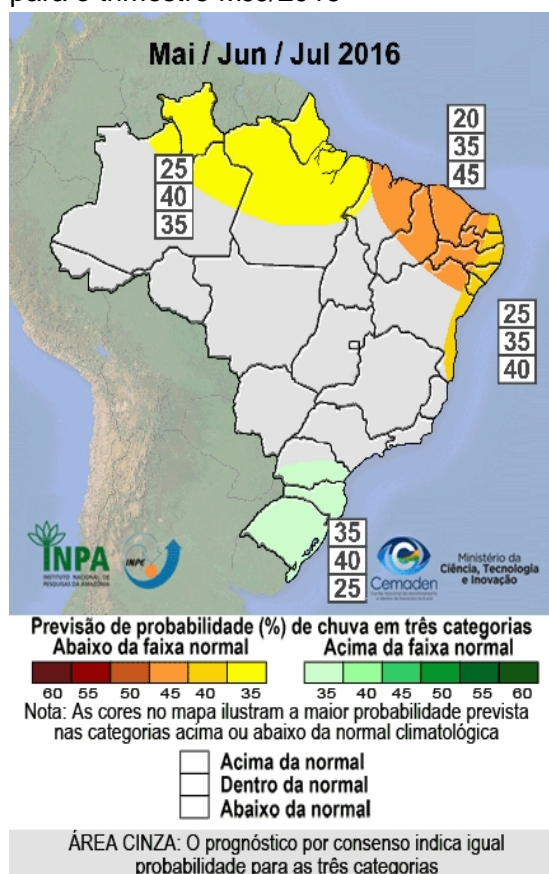 para o trimestre MJJ/2016
Mai / Jun / Jul 2016
20
35
45
25
40
35
25
35
40
35
40
25
INPA
INSTITUTO NACIONAL DE
PESQUISAS DA AMAZÔNIA
INPE
Cemaden
Ministério da
Ciência, Tecnologia
e Inovação
Previsão de probabilidade (%) de chuva em três categorias
Abaixo da faixa normal Acima da faixa normal
60 55 50 45 40 35 35 40 45 50 55 60
Nota: As cores no mapa ilustram a maior probabilidade prevista
nas categorias acima ou abaixo da normal climatológica
Acima da normal
Dentro da normal
Abaixo da normal
ÁREA CINZA: O prognóstico por consenso indica igual
probabilidade para as três categorias